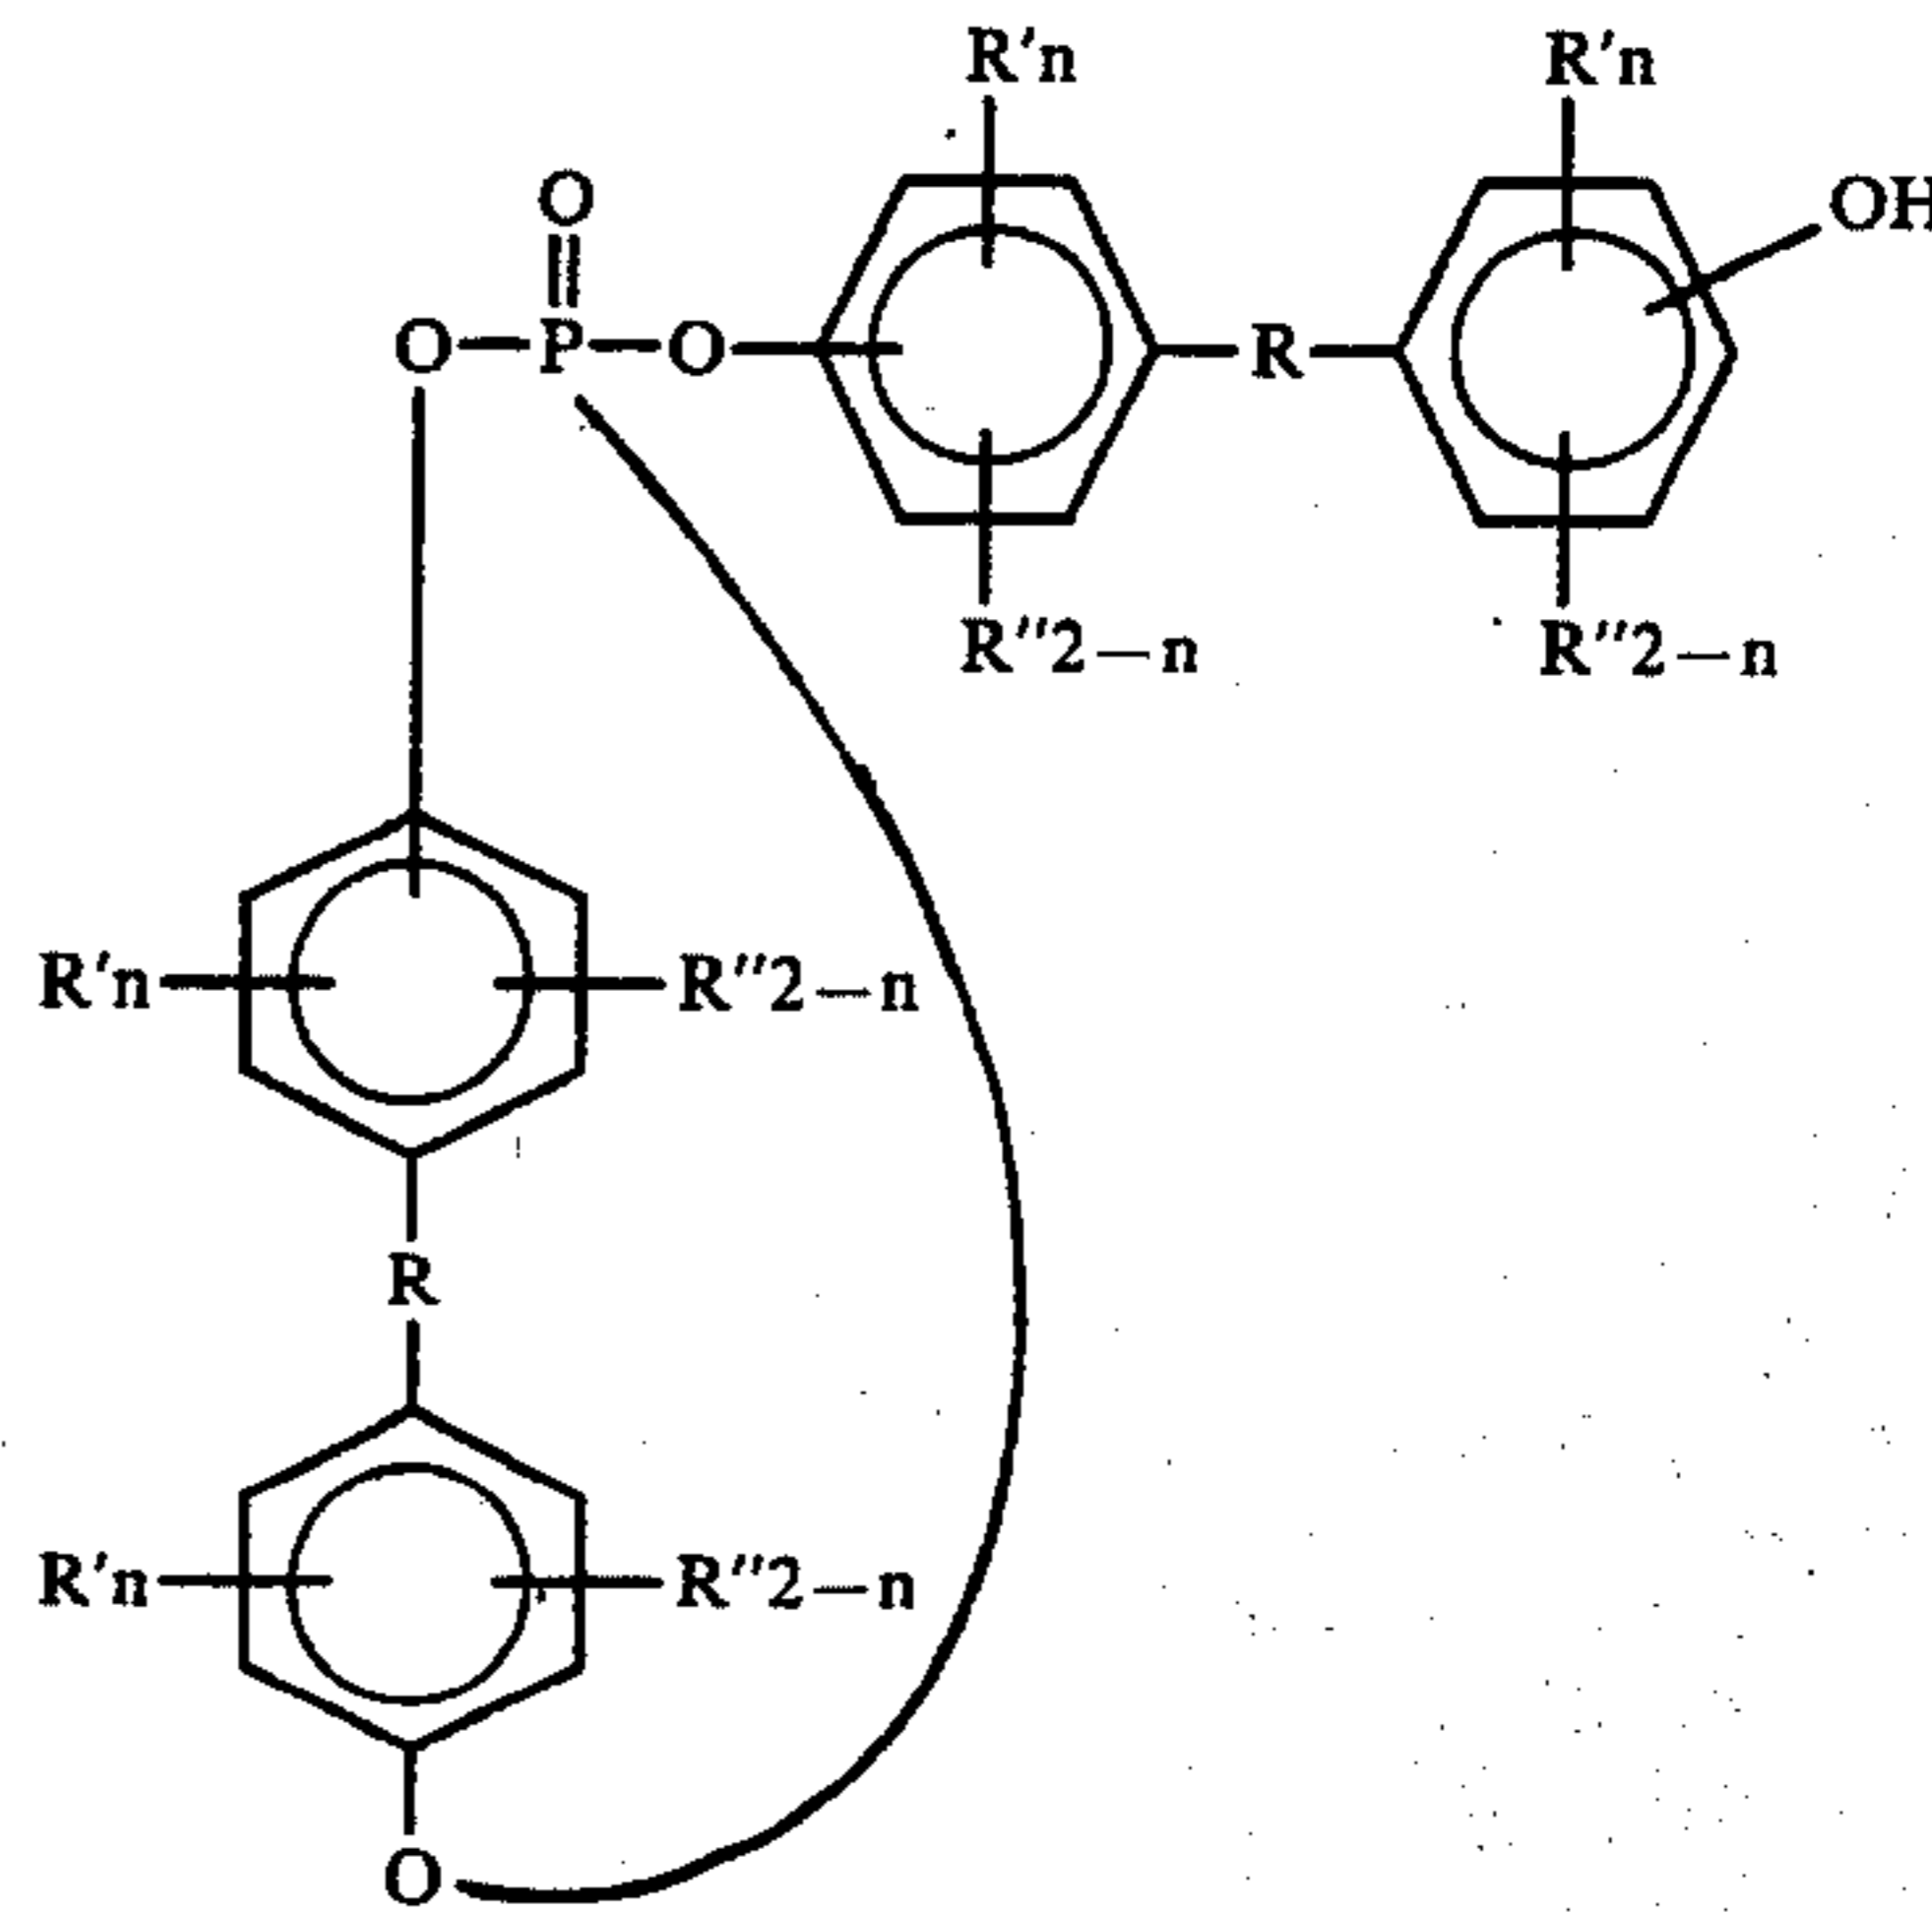 R'n R'n
O OH
O P O R
R"2—n R"2—n
R'n R"2—n
R
R'n R"2—n
O